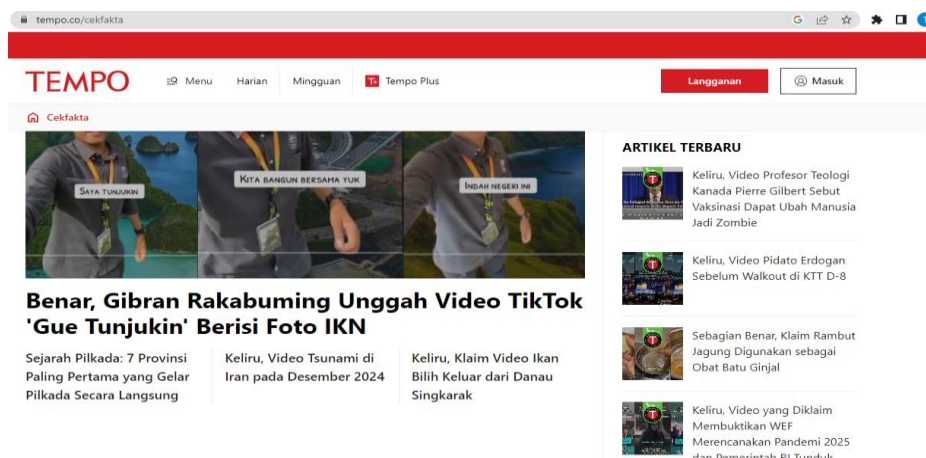 tempo.co/cekfakta
TEMPO
Menu
Harian
Mingguan
T+ Tempo Plus
Langganan
Masuk
Cekfakta
SAYA TUNJUKIN
KITA BANGUN BERSAMA YUK
INDAH NEGERI INI
Benar, Gibran Rakabuming Unggah Video TikTok
'Gue Tunjukin' Berisi Foto IKN
Sejarah Pilkada: 7 Provinsi
Paling Pertama yang Gelar
Pilkada Secara Langsung
Keliru, Video Tsunami di
Iran pada Desember 2024
Keliru, Klaim Video Ikan
Bilih Keluar dari Danau
Singkarak
ARTIKEL TERBARU
Keliru, Video Profesor Teologi
Kanada Pierre Gilbert Sebut
Vaksinasi Dapat Ubah Manusia
Jadi Zombie
Keliru, Video Pidato Erdogan
Sebelum Walkout di KTT D-8
Sebagian Benar, Klaim Rambut
Jagung Digunakan sebagai
Obat Batu Ginjal
Keliru, Video yang Diklaim
Membuktikan WEF
Merencanakan Pandemi 2025
dan Pemerintah RI Tunduk